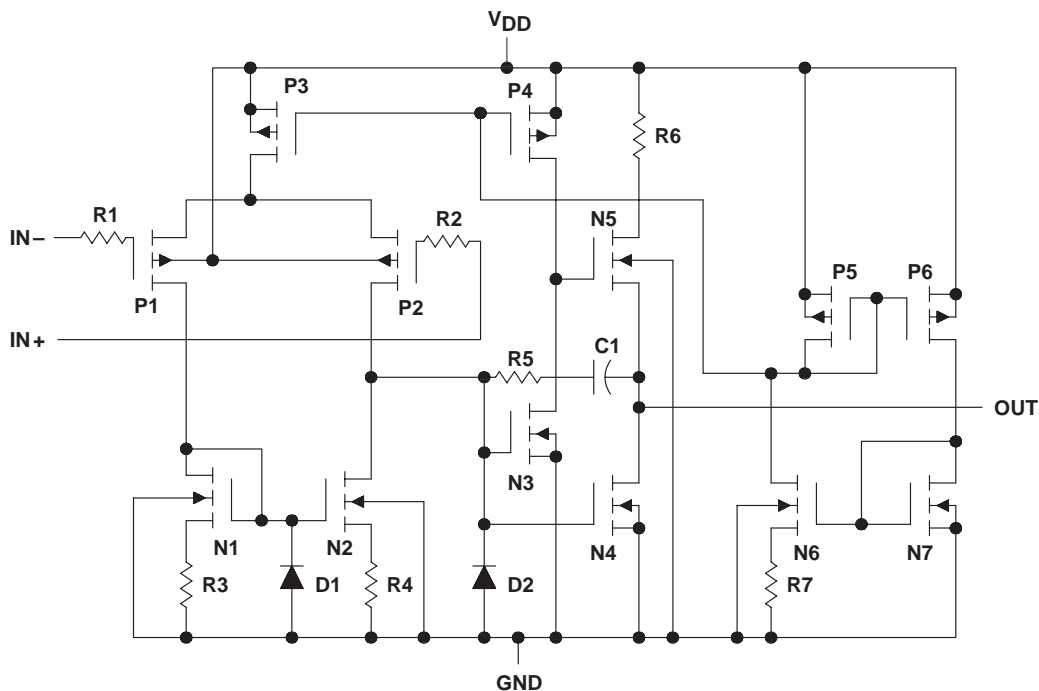 VDD
P3
P4
R6
R1
R2
N5
IN−
P5
P6
P1
P2
IN+
R5
C1
OUT
N3
N1
N2
N4
N6
N7
R3
D1
R4
D2
R7
GND